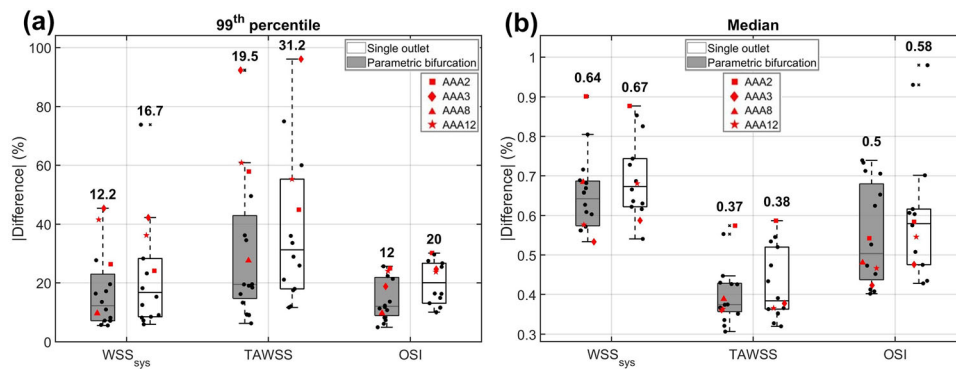 (a)
99th percentile
|Difference| (%)
100
80
60
40
20
0
12.2
16.7
19.5
31.2
12
20
Single outlet
Parametric bifurcation
AAA2
AAA3
AAA8
AAA12
WSSsys
TAWSS
OSI
(b)
Median
|Difference| (%)
1
0.9
0.8
0.7
0.6
0.5
0.4
0.3
0.64
0.67
0.37
0.38
0.5
0.58
Single outlet
Parametric bifurcation
AAA2
AAA3
AAA8
AAA12
WSSsys
TAWSS
OSI